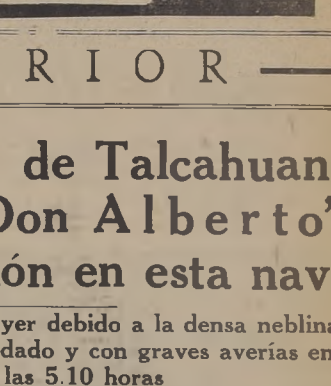 RIOR
de Talcahuan
Don Alberto"
ón en esta nav
yer debido a la densa neblina
dado y con graves averías en
las 5.10 horas